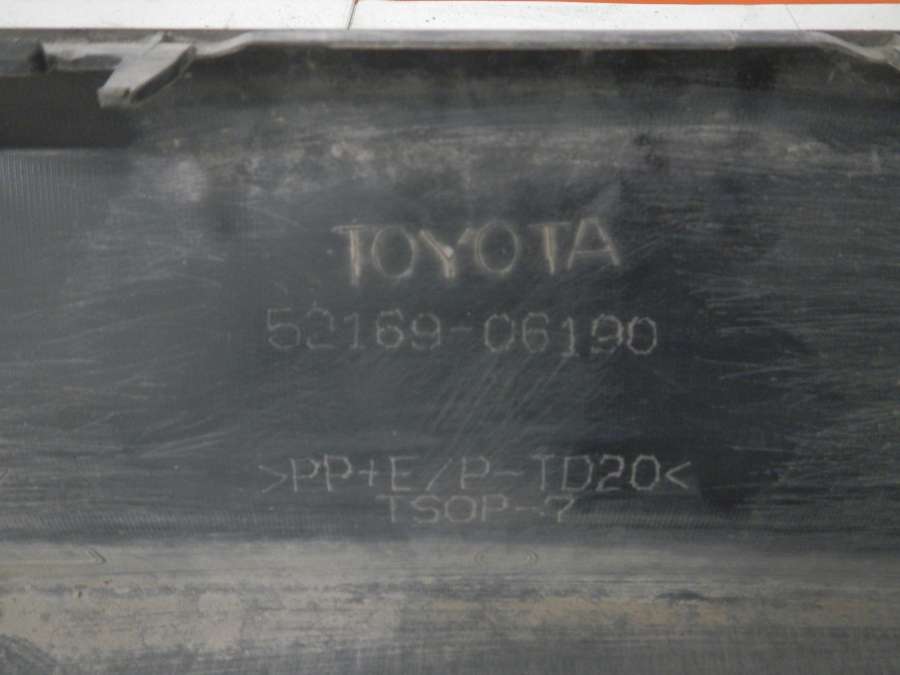 TOYOTA
52169-06190
>PP+E/P-TD20<
TSOP-7